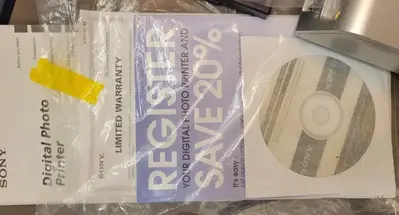 SONY
Digital Photo
Printer
SONY
LIMITED WARRANTY
REGISTER
YOUR DIGITAL PHOTO PRINTER AND
SAVE 20%
It's easy
SONY